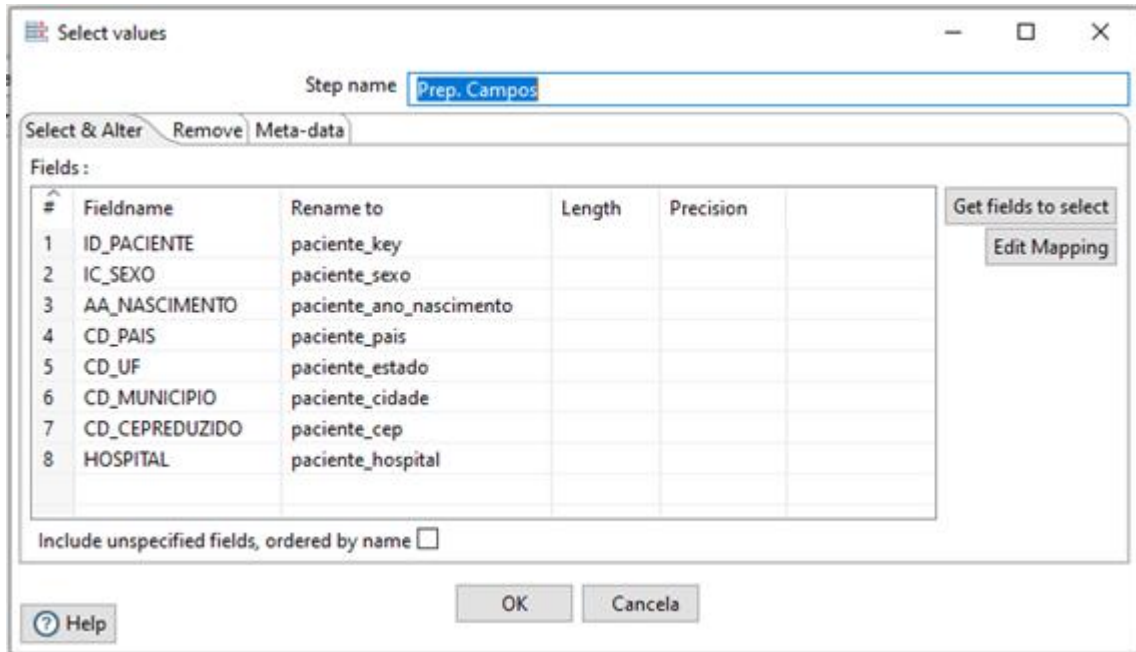 Select values
Step name Prep. Campos
Select & Alter Remove Meta-data
Fields :
# Fieldname Rename to Length Precision
Get fields to select
1 ID_PACIENTE paciente_key
Edit Mapping
2 IC_SEXO paciente_sexo
3 AA_NASCIMENTO paciente_ano_nascimento
4 CD_PAIS paciente_pais
5 CD_UF paciente_estado
6 CD_MUNICIPIO paciente_cidade
7 CD_CEPREDUZIDO paciente_cep
8 HOSPITAL paciente_hospital
Include unspecified fields, ordered by name
OK Cancela
? Help